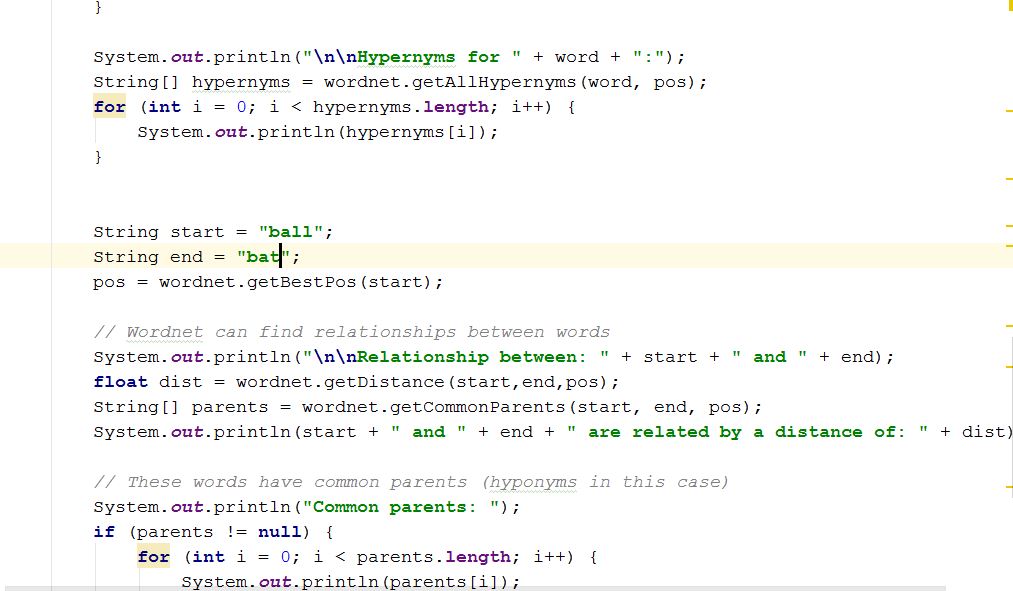 }
System.out.println("\n\nHypernyms for " + word + ":");
String[] hypernyms = wordnet.getAllHypernyms(word, pos);
for (int i = 0; i < hypernyms.length; i++) {
System.out.println(hypernyms[i]);
}
String start = "ball";
String end = "bat";
pos = wordnet.getBestPos(start);
// Wordnet can find relationships between words
System.out.println("\n\nRelationship between: " + start + " and " + end);
float dist = wordnet.getDistance(start,end,pos);
String[] parents = wordnet.getCommonParents(start, end, pos);
System.out.println(start + " and " + end + " are related by a distance of: " + dist)
// These words have common parents (hyponyms in this case)
System.out.println("Common parents: ");
if (parents != null) {
for (int i = 0; i < parents.length; i++) {
System.out.println(parents[i]);